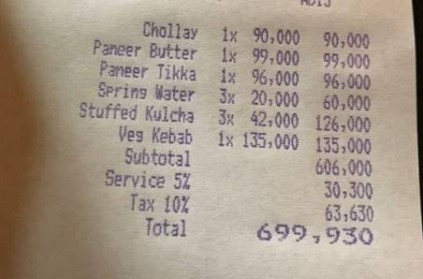 Chollay 1x 90,000 90,000
Paneer Butter 1x 99,000 99,000
Paneer Tikka 1x 96,000 96,000
Spring Water 3x 20,000 60,000
Stuffed Kulcha 3x 42,000 126,000
Veg Kebab 1x 135,000 135,000
Subtotal 606,000
Service 5% 30,300
Tax 10% 63,630
Total 699,930